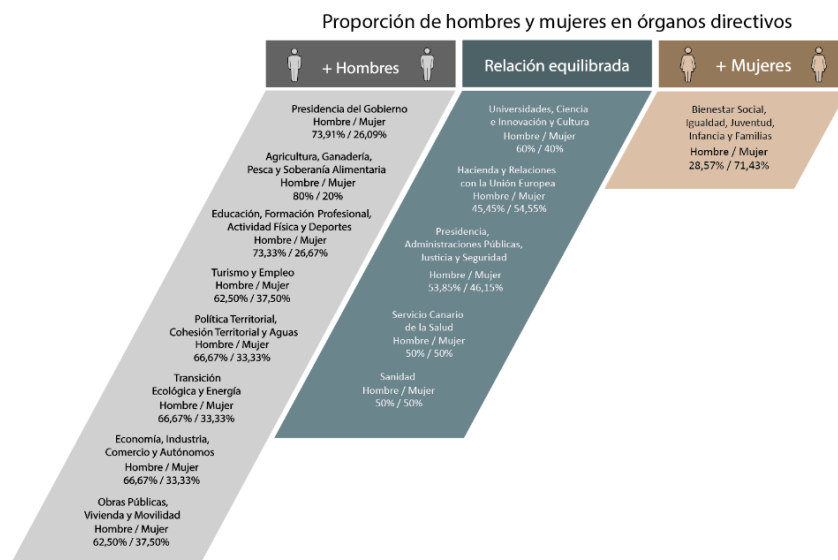 Proporción de hombres y mujeres en órganos directivos
+ Hombres
Presidencia del Gobierno
Hombre / Mujer
73,91% / 26,09%
Agricultura, Ganadería,
Pesca y Soberanía Alimentaria
Hombre / Mujer
80% / 20%
Educación, Formación Profesional,
Actividad Física y Deportes
Hombre / Mujer
73,33% / 26,67%
Turismo y Empleo
Hombre / Mujer
62,50% / 37,50%
Política Territorial,
Cohesión Territorial y Aguas
Hombre / Mujer
66,67% / 33,33%
Transición
Ecológica y Energía
Hombre / Mujer
66,67% / 33,33%
Economía, Industria,
Comercio y Autónomos
Hombre / Mujer
66,67% / 33,33%
Obras Públicas,
Vivienda y Movilidad
Hombre / Mujer
62,50% / 37,50%
Relación equilibrada
Universidades, Ciencia
e Innovación y Cultura
Hombre / Mujer
60% / 40%
Hacienda y Relaciones
con la Unión Europea
Hombre / Mujer
45,45% / 54,55%
Presidencia,
Administraciones Públicas,
Justicia y Seguridad
Hombre / Mujer
53,85% / 46,15%
Servicio Canario
de la Salud
Hombre / Mujer
50% / 50%
Sanidad
Hombre / Mujer
50% / 50%
+ Mujeres
Bienestar Social,
Igualdad, Juventud,
Infancia y Familias
Hombre / Mujer
28,57% / 71,43%